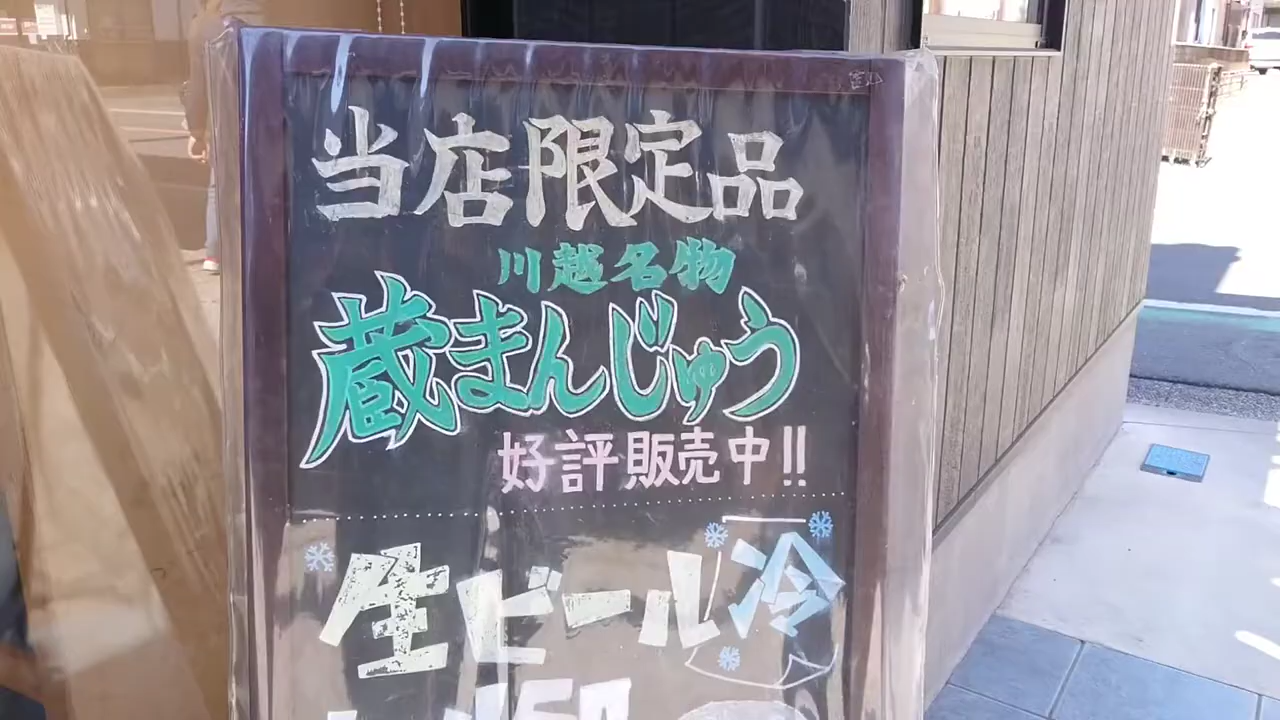 当店限定品
川越名物
蔵まんじゅう
好評販売中!!
生ビール 冷